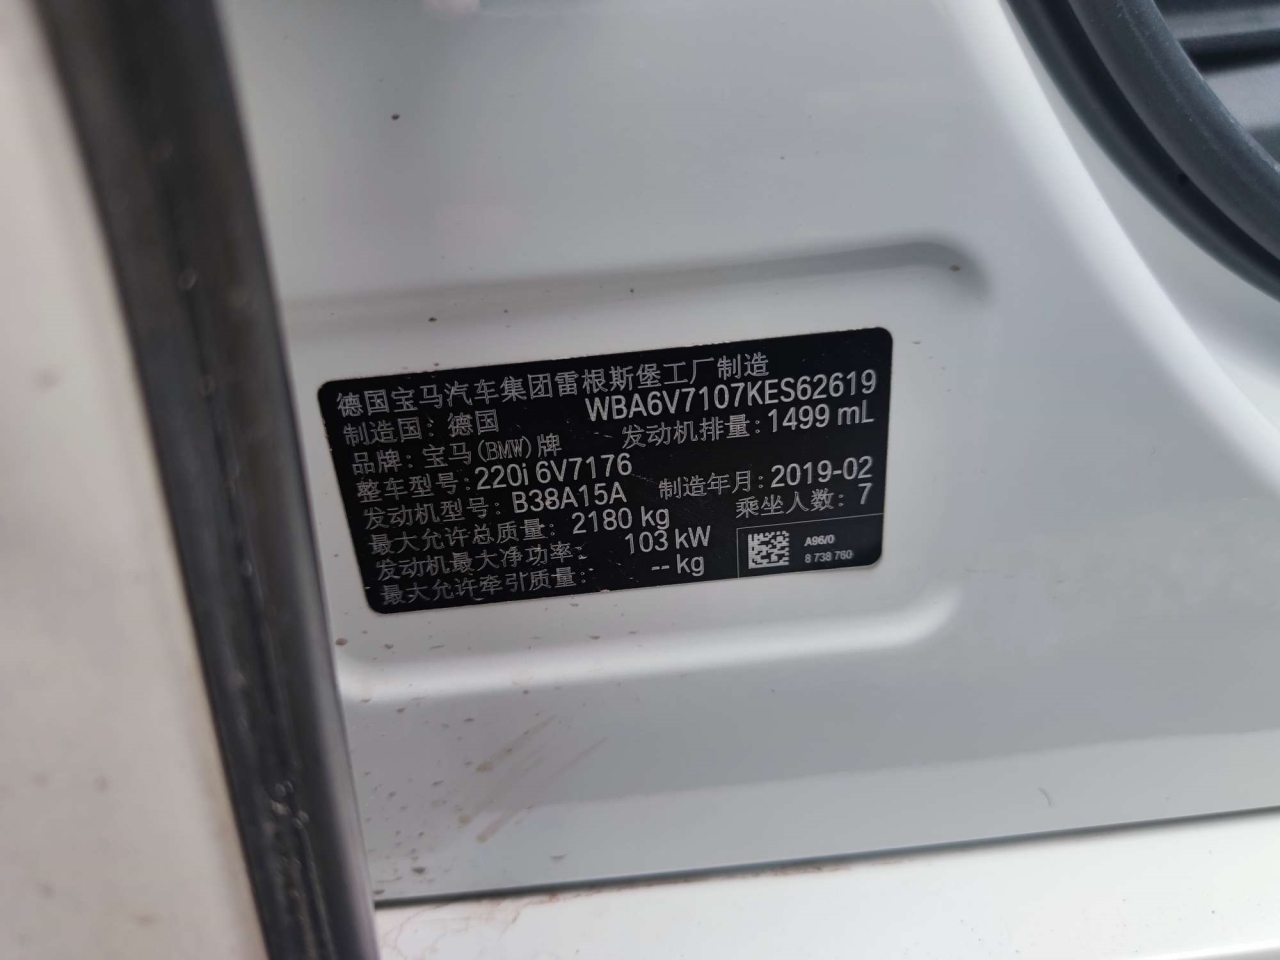 德国宝马汽车集团雷根斯堡工厂制造
制造国: 德国 WBA6V7107KES62619
品牌: 宝马(BMW)牌 发动机排量: 1499 mL
整车型号: 220i 6V7176
发动机型号: B38A15A 制造年月: 2019-02
最大允许总质量: 2180 kg 乘坐人数: 7
发动机最大净功率: 103 kW
最大允许牵引质量: -- kg
A96/0
8 738 760